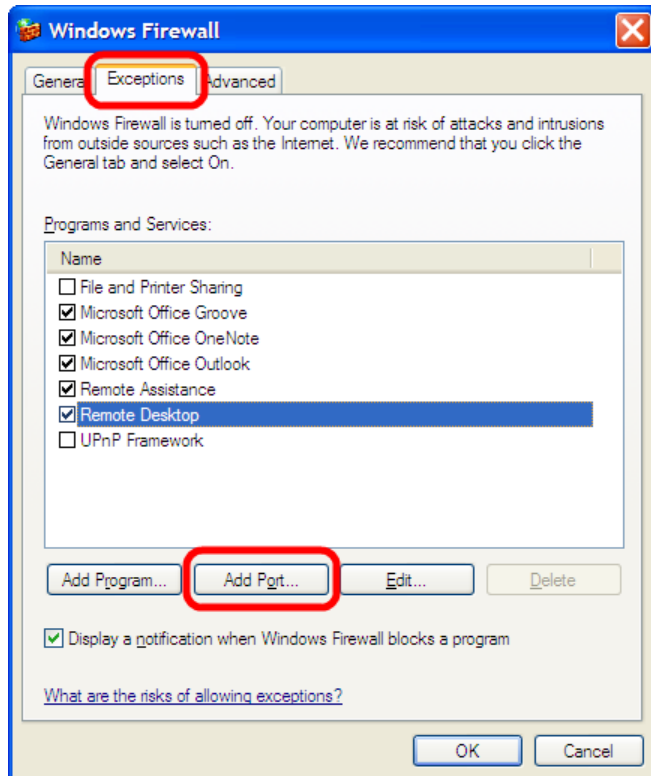 Windows Firewall
General Exceptions Advanced
Windows Firewall is turned off. Your computer is at risk of attacks and intrusions
from outside sources such as the Internet. We recommend that you click the
General tab and select On.
Programs and Services:
Name
File and Printer Sharing
Microsoft Office Groove
Microsoft Office OneNote
Microsoft Office Outlook
Remote Assistance
Remote Desktop
UPnP Framework
Add Program... Add Port... Edit... Delete
Display a notification when Windows Firewall blocks a program
What are the risks of allowing exceptions?
OK Cancel